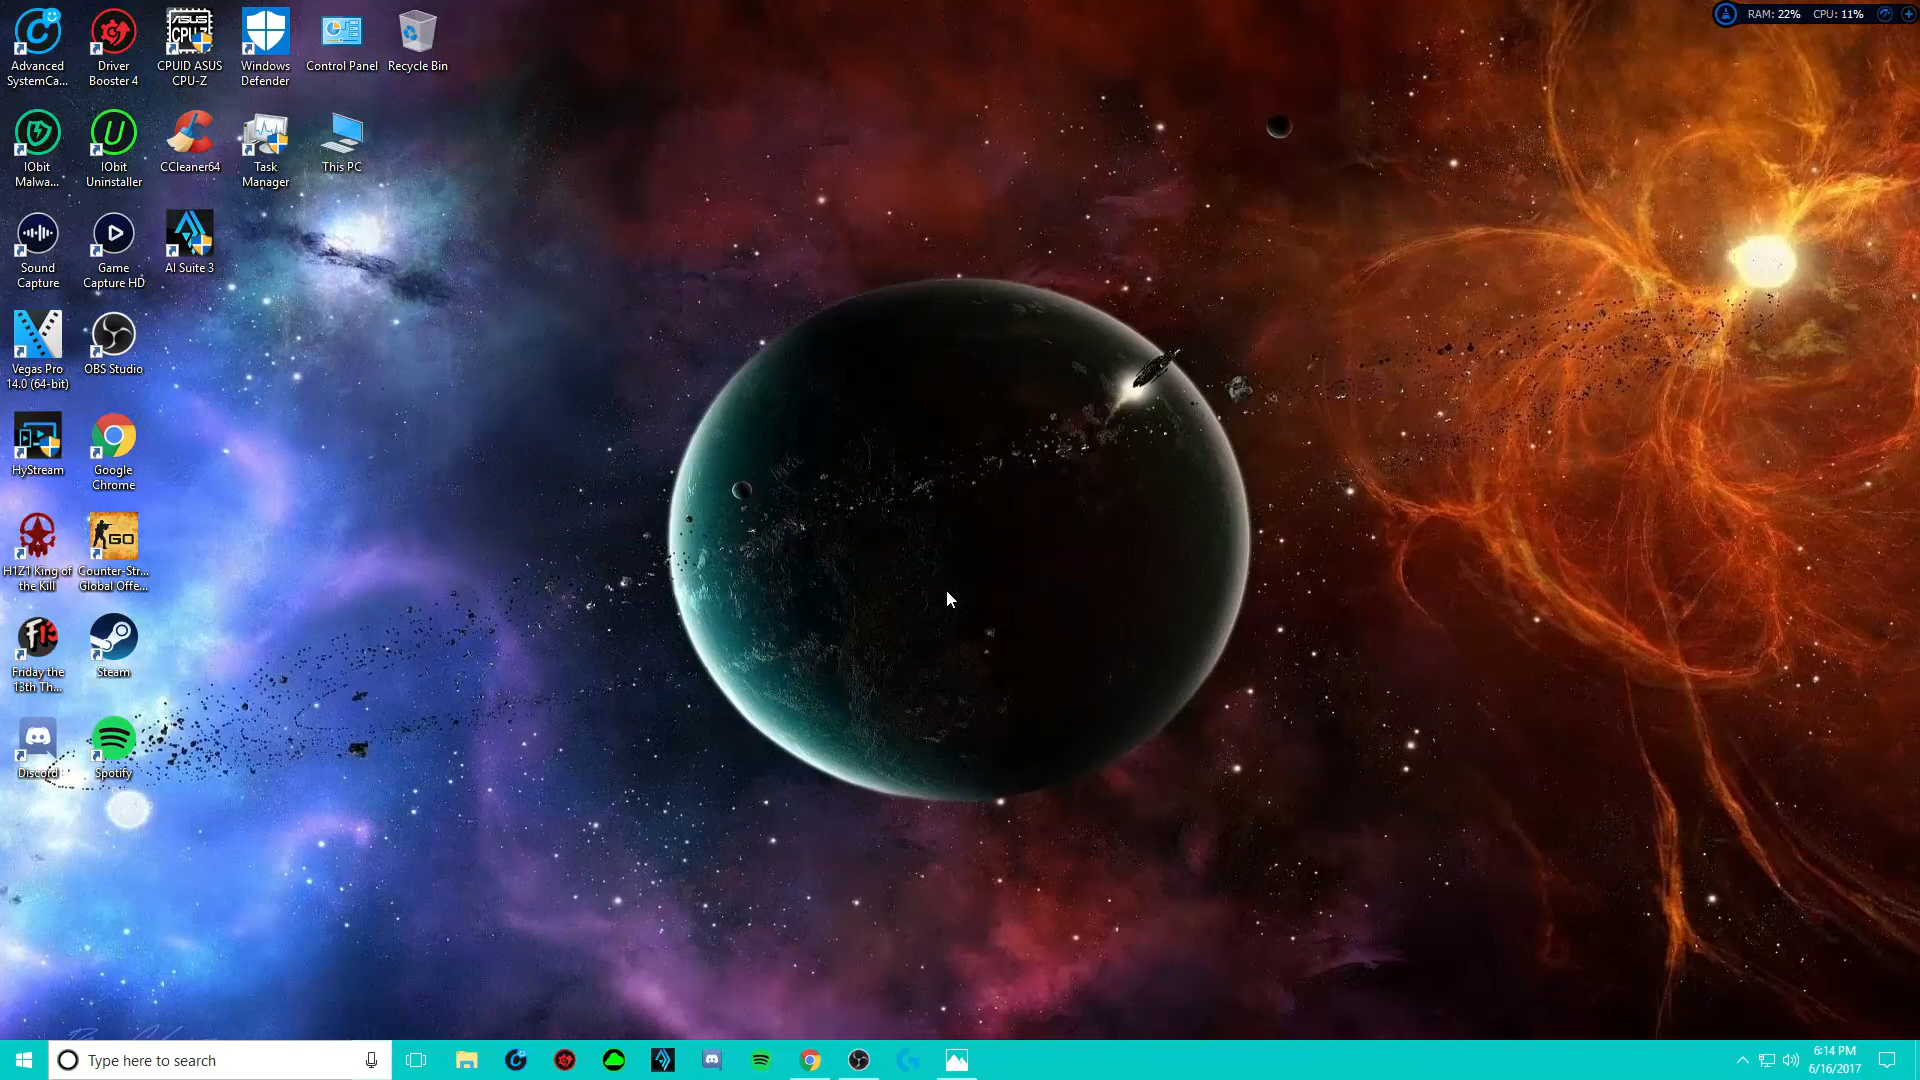 RAM: 22% CPU: 11%
Advanced
SystemCa...
Driver
Booster 4
CPUID ASUS
CPU-Z
Windows
Defender
Control Panel
Recycle Bin
IObit
Malwa...
IObit
Uninstaller
CCleaner64
Task
Manager
This PC
Sound
Capture
Game
Capture HD
AI Suite 3
Vegas Pro
14.0 (64-bit)
OBS Studio
HyStream
Google
Chrome
H1Z1 King of
the Kill
GO
Counter-Str...
Global Offe...
Friday the
13th Th...
Steam
Discord
Spotify
Type here to search
6:14 PM
6/16/2017